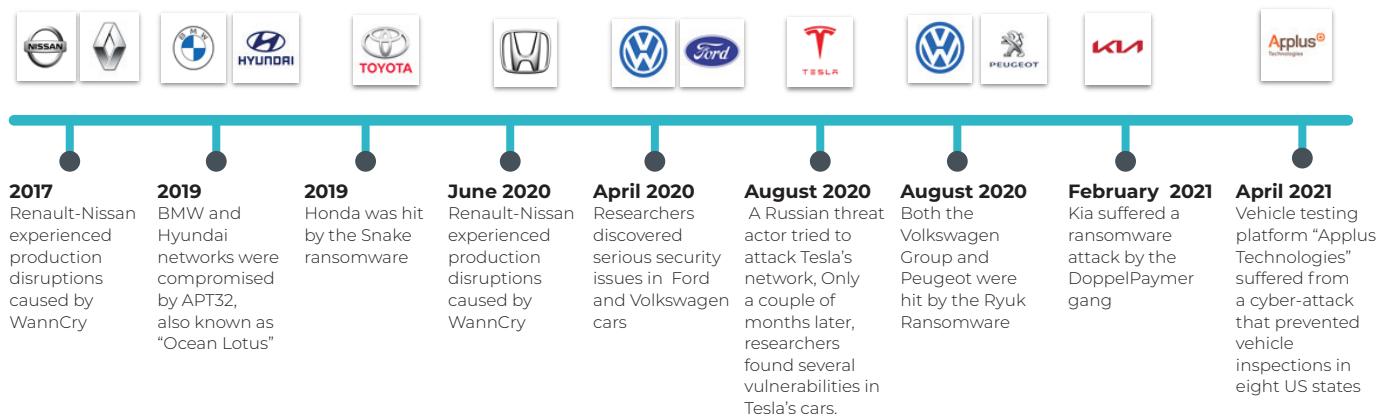 NISSAN
BMW
HYUNDAI
TOYOTA
Ford
TESLA
PEUGEOT
KIA
Applus+
Technologies
2017
Renault-Nissan
experienced
production
disruptions
caused by
WannCry
2019
BMW and
Hyundai
networks were
compromised
by APT32,
also known as
“Ocean Lotus”
2019
Honda was hit
by the Snake
ransomware
June 2020
Renault-Nissan
experienced
production
disruptions
caused by
WannCry
April 2020
Researchers
discovered
serious security
issues in Ford
and Volkswagen
cars
August 2020
A Russian threat
actor tried to
attack Tesla’s
network, Only
a couple of
months later,
researchers
found several
vulnerabilities in
Tesla’s cars.
August 2020
Both the
Volkswagen
Group and
Peugeot were
hit by the Ryuk
Ransomware
February 2021
Kia suffered a
ransomware
attack by the
DoppelPaymer
gang
April 2021
Vehicle testing
platform “Applus
Technologies”
suffered from
a cyber-attack
that prevented
vehicle
inspections in
eight US states